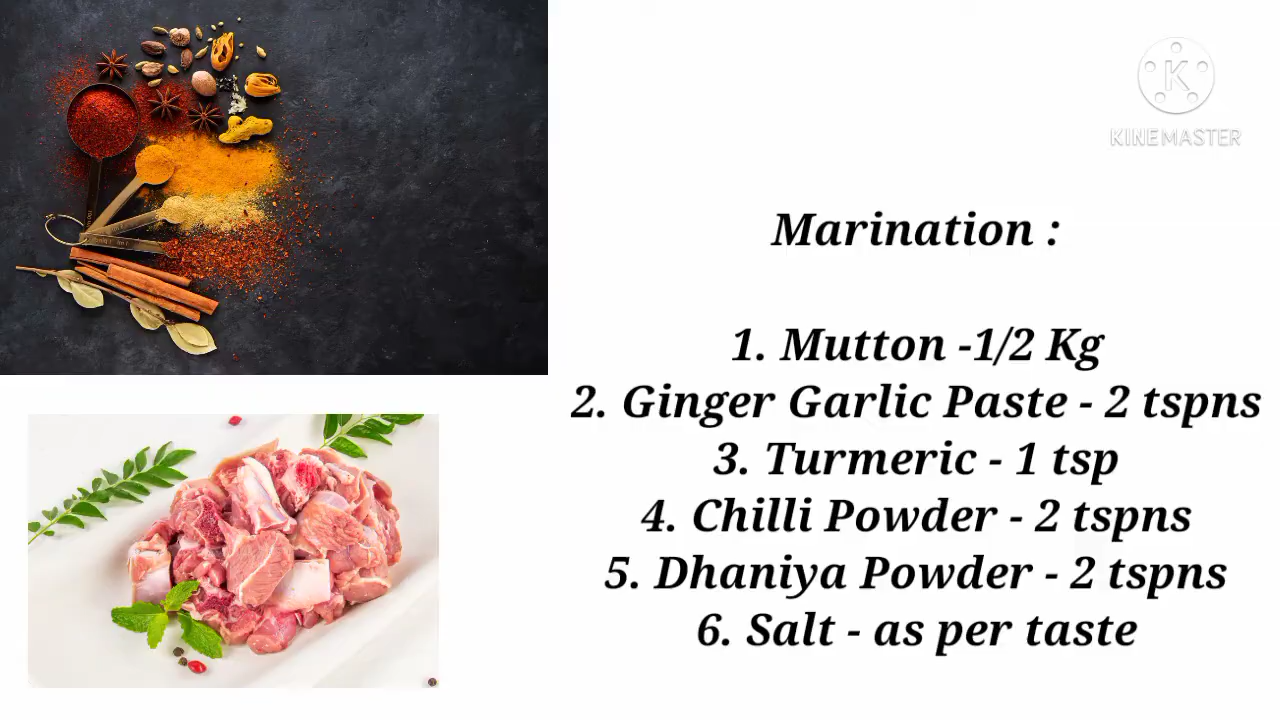 KINEMASTER
Marination :
1. Mutton -1/2 Kg
2. Ginger Garlic Paste - 2 tspns
3. Turmeric - 1 tsp
4. Chilli Powder - 2 tspns
5. Dhaniya Powder - 2 tspns
6. Salt - as per taste